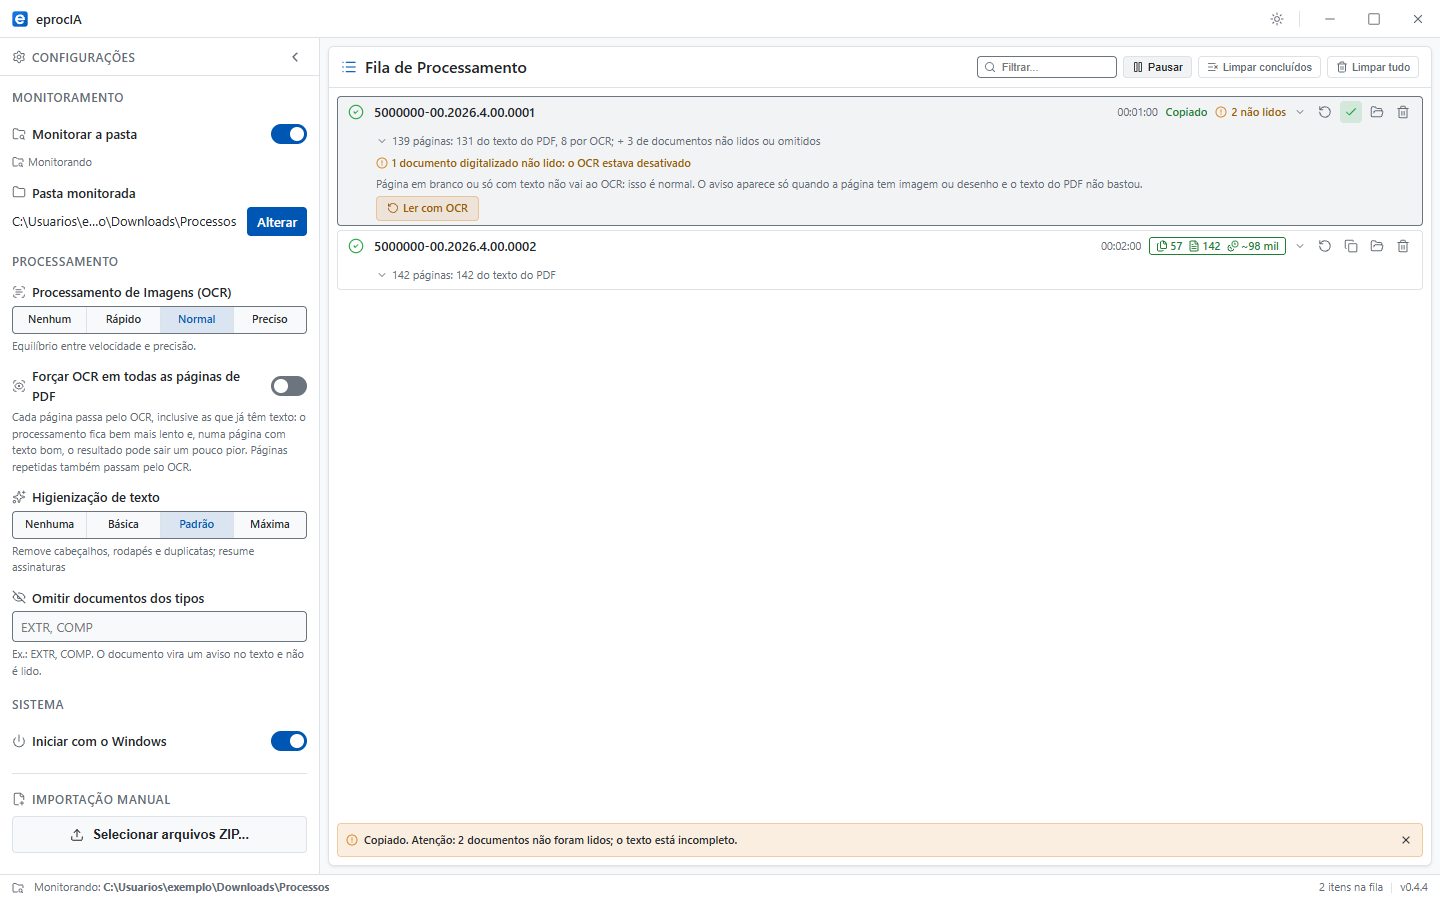 eprocIA
CONFIGURAÇÕES
MONITORAMENTO
Monitorar a pasta
Monitorando
Pasta monitorada
C:\Usuarios\e...o\Downloads\Processos
Alterar
PROCESSAMENTO
Processamento de Imagens (OCR)
Nenhum Rápido Normal Preciso
Equilíbrio entre velocidade e precisão.
Forçar OCR em todas as páginas de
PDF
Cada página passa pelo OCR, inclusive as que já têm texto: o
processamento fica bem mais lento e, numa página com
texto bom, o resultado pode sair um pouco pior. Páginas
repetidas também passam pelo OCR.
Higienização de texto
Nenhuma Básica Padrão Máxima
Remove cabeçalhos, rodapés e duplicatas; resume
assinaturas
Omitir documentos dos tipos
EXTR, COMP
Ex.: EXTR, COMP. O documento vira um aviso no texto e não
é lido.
SISTEMA
Iniciar com o Windows
IMPORTAÇÃO MANUAL
Selecionar arquivos ZIP...
Fila de Processamento
Filtrar...
Pausar
Limpar concluídos
Limpar tudo
5000000-00.2026.4.00.0001
00:01:00 Copiado 2 não lidos
139 páginas: 131 do texto do PDF, 8 por OCR; + 3 de documentos não lidos ou omitidos
1 documento digitalizado não lido: o OCR estava desativado
Página em branco ou só com texto não vai ao OCR: isso é normal. O aviso aparece só quando a página tem imagem ou desenho e o texto do PDF não bastou.
Ler com OCR
5000000-00.2026.4.00.0002
00:02:00 57 142 ~98 mil
142 páginas: 142 do texto do PDF
Copiado. Atenção: 2 documentos não foram lidos; o texto está incompleto.
Monitorando: C:\Usuarios\exemplo\Downloads\Processos
2 itens na fila v0.4.4